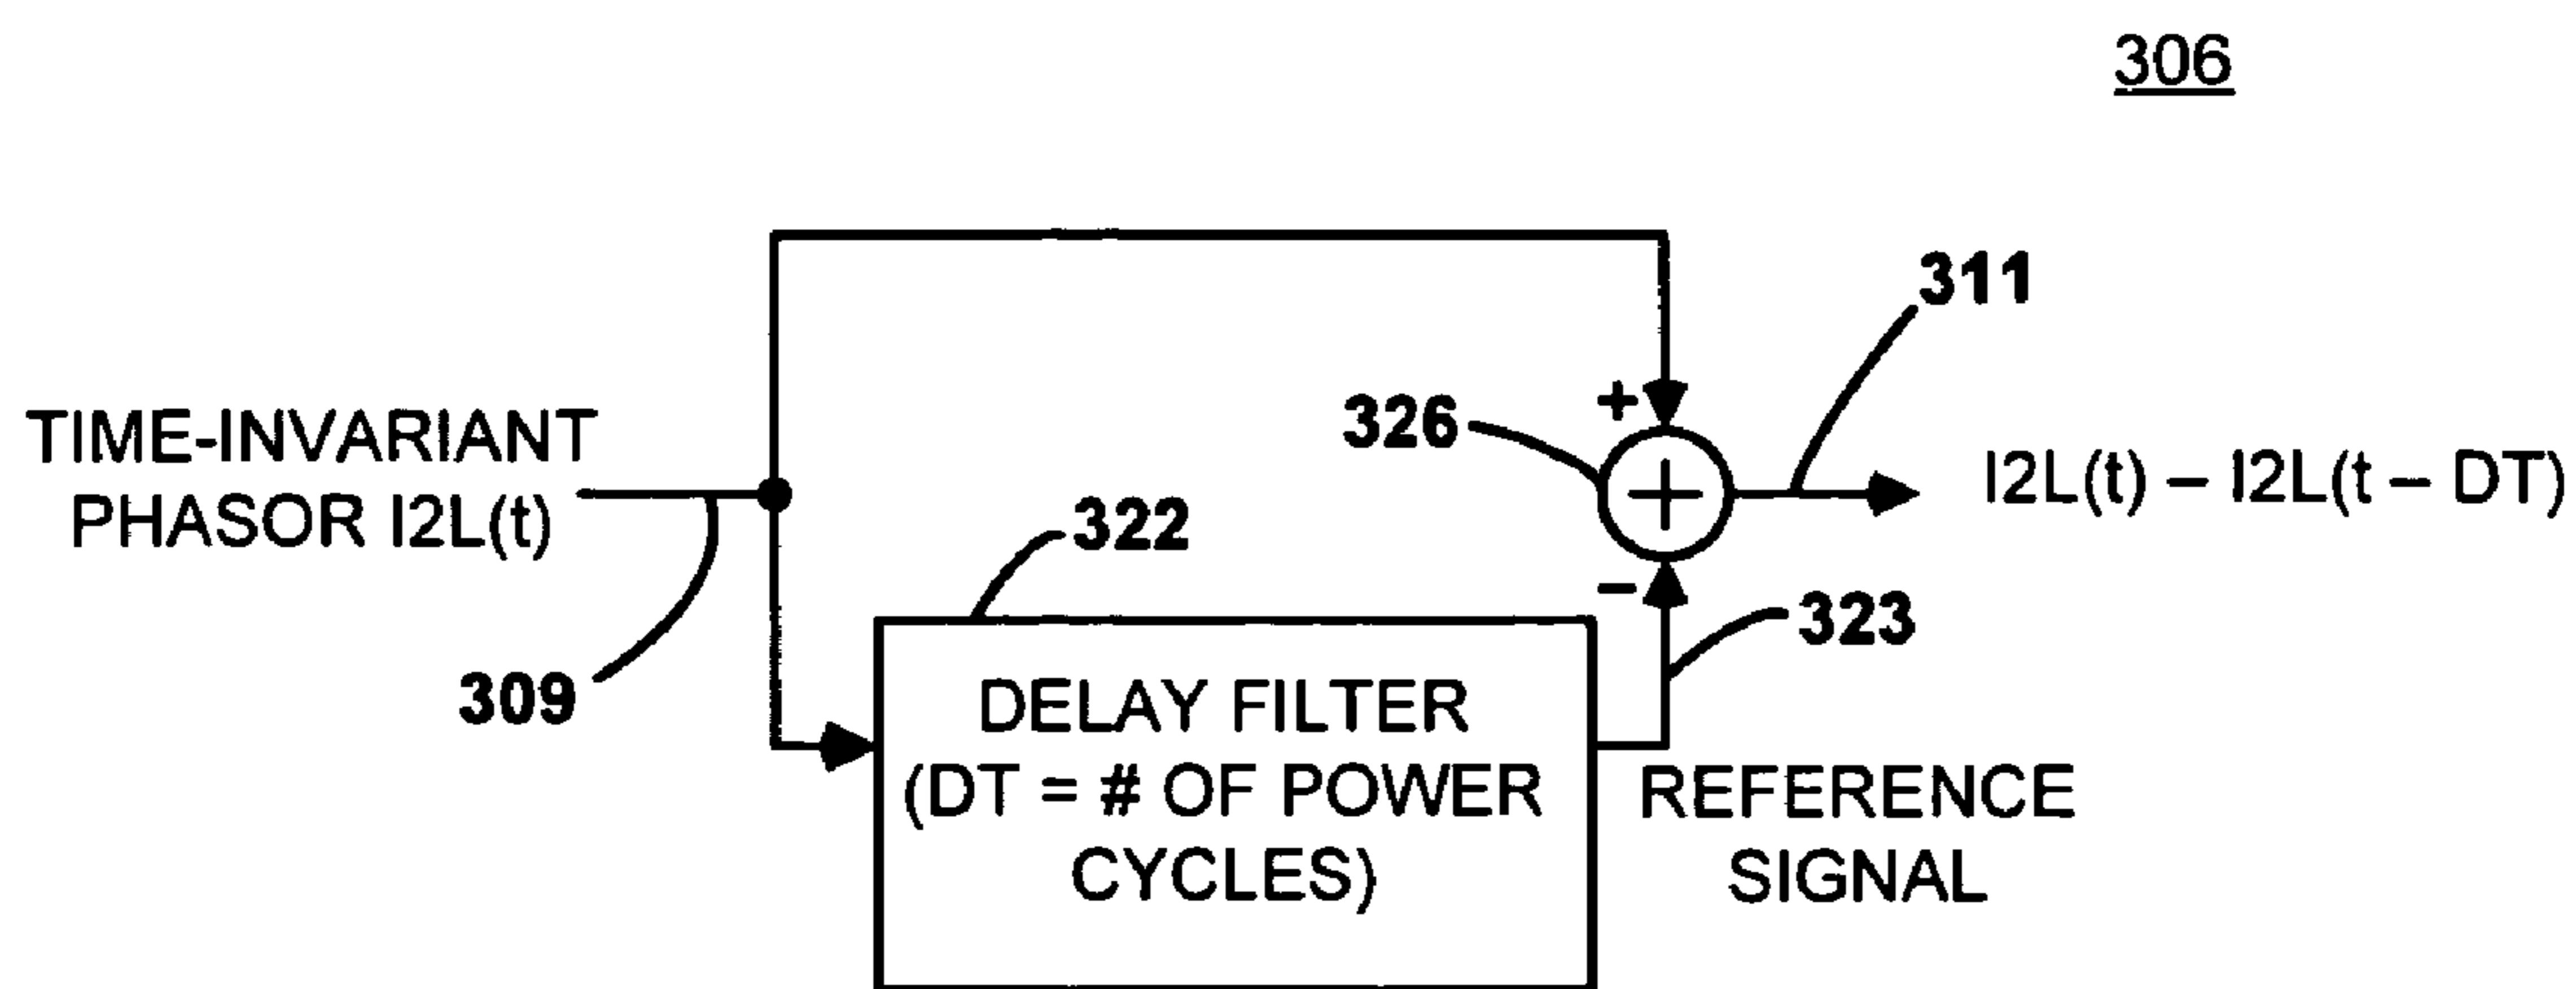 306
311
+
326
TIME-INVARIANT
PHASOR I2L(t)
I2L(t) – I2L(t – DT)
322
–
323
309
DELAY FILTER
(DT = # OF POWER
CYCLES)
REFERENCE
SIGNAL